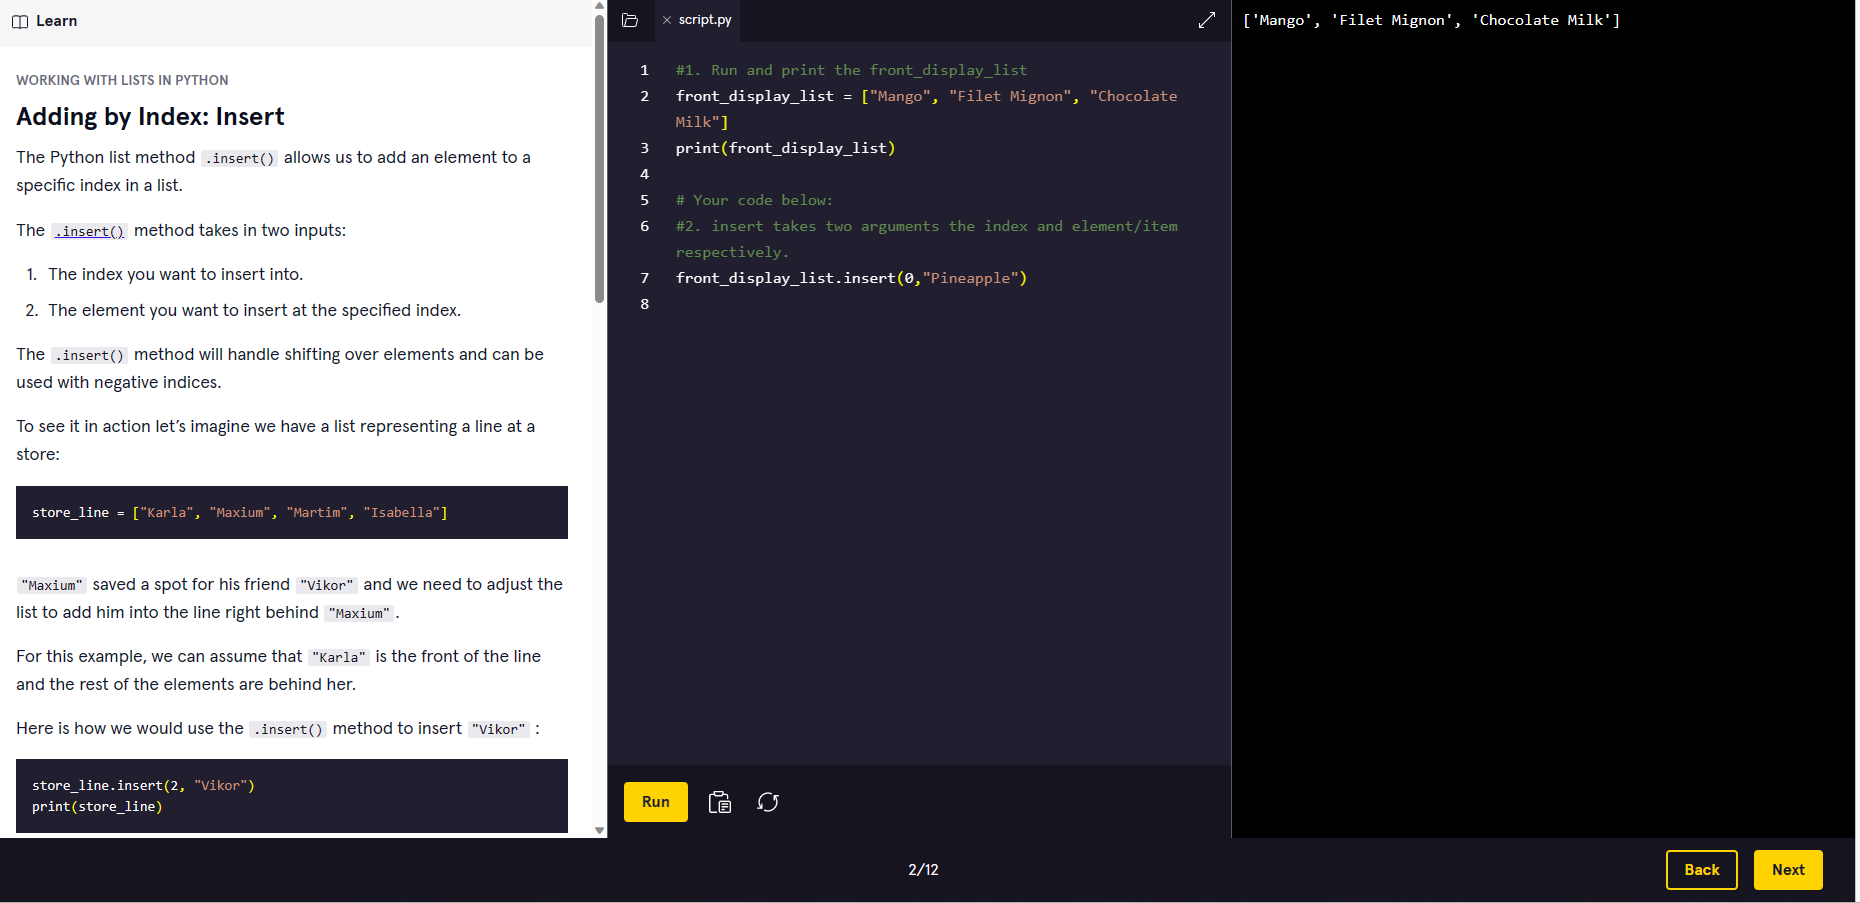 Learn
WORKING WITH LISTS IN PYTHON
Adding by Index: Insert
The Python list method .insert() allows us to add an element to a
specific index in a list.
The .insert() method takes in two inputs:
1. The index you want to insert into.
2. The element you want to insert at the specified index.
The .insert() method will handle shifting over elements and can be
used with negative indices.
To see it in action let's imagine we have a list representing a line at a
store:
store_line = ["Karla", "Maxium", "Martim", "Isabella"]
"Maxium" saved a spot for his friend "Vikor" and we need to adjust the
list to add him into the line right behind "Maxium".
For this example, we can assume that "Karla" is the front of the line
and the rest of the elements are behind her.
Here is how we would use the .insert() method to insert "Vikor" :
store_line.insert(2, "Vikor")
print(store_line)
script.py
1 #1. Run and print the front_display_list
2 front_display_list = ["Mango", "Filet Mignon", "Chocolate
Milk"]
3 print(front_display_list)
4
5 # Your code below:
6 #2. insert takes two arguments the index and element/item
respectively.
7 front_display_list.insert(0,"Pineapple")
8
Run
['Mango', 'Filet Mignon', 'Chocolate Milk']
2/12
Back
Next